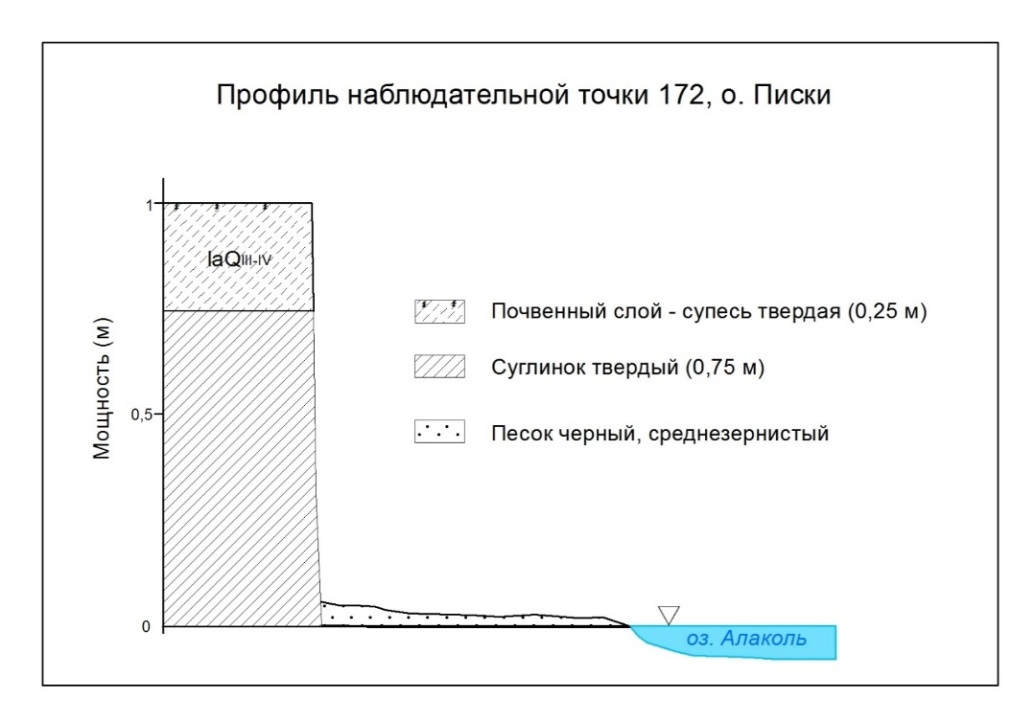 Профиль наблюдательной точки 172, о. Писки
1
laQIII-IV
Почвенный слой - супесь твердая (0,25 м)
Суглинок твердый (0,75 м)
Мощность (м)
0,5
Песок черный, среднезернистый
0
оз. Алаколь